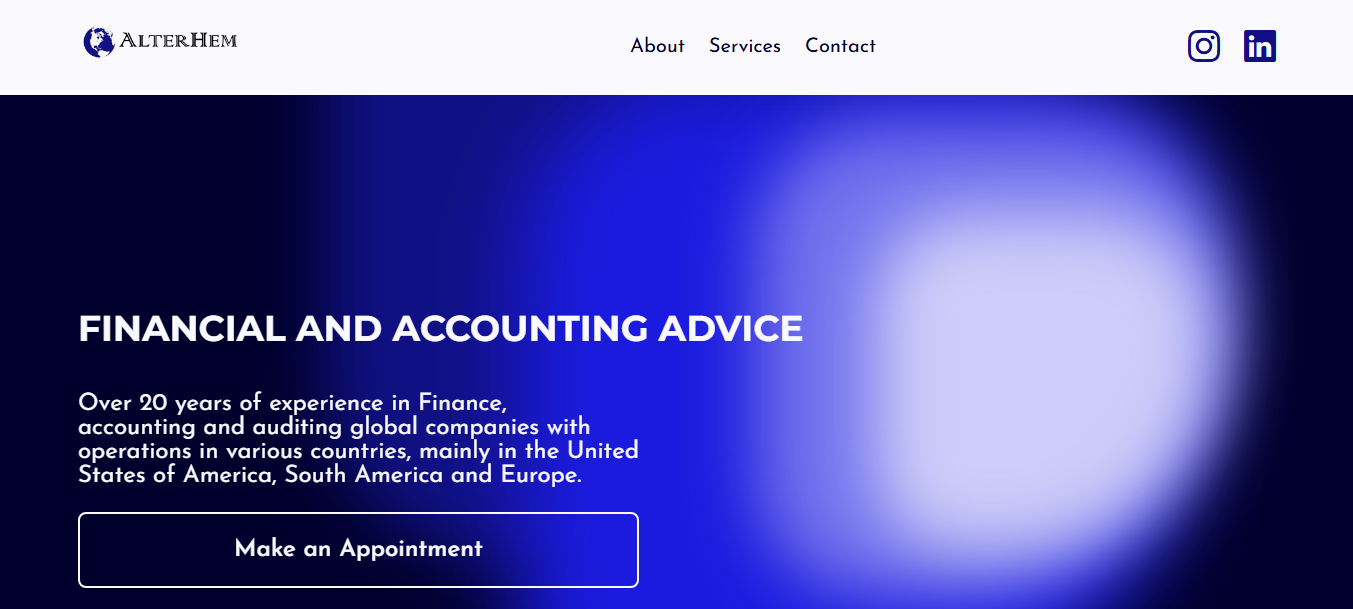 ALTERHEM
About Services Contact
FINANCIAL AND ACCOUNTING ADVICE
Over 20 years of experience in Finance,
accounting and auditing global companies with
operations in various countries, mainly in the United
States of America, South America and Europe.
Make an Appointment